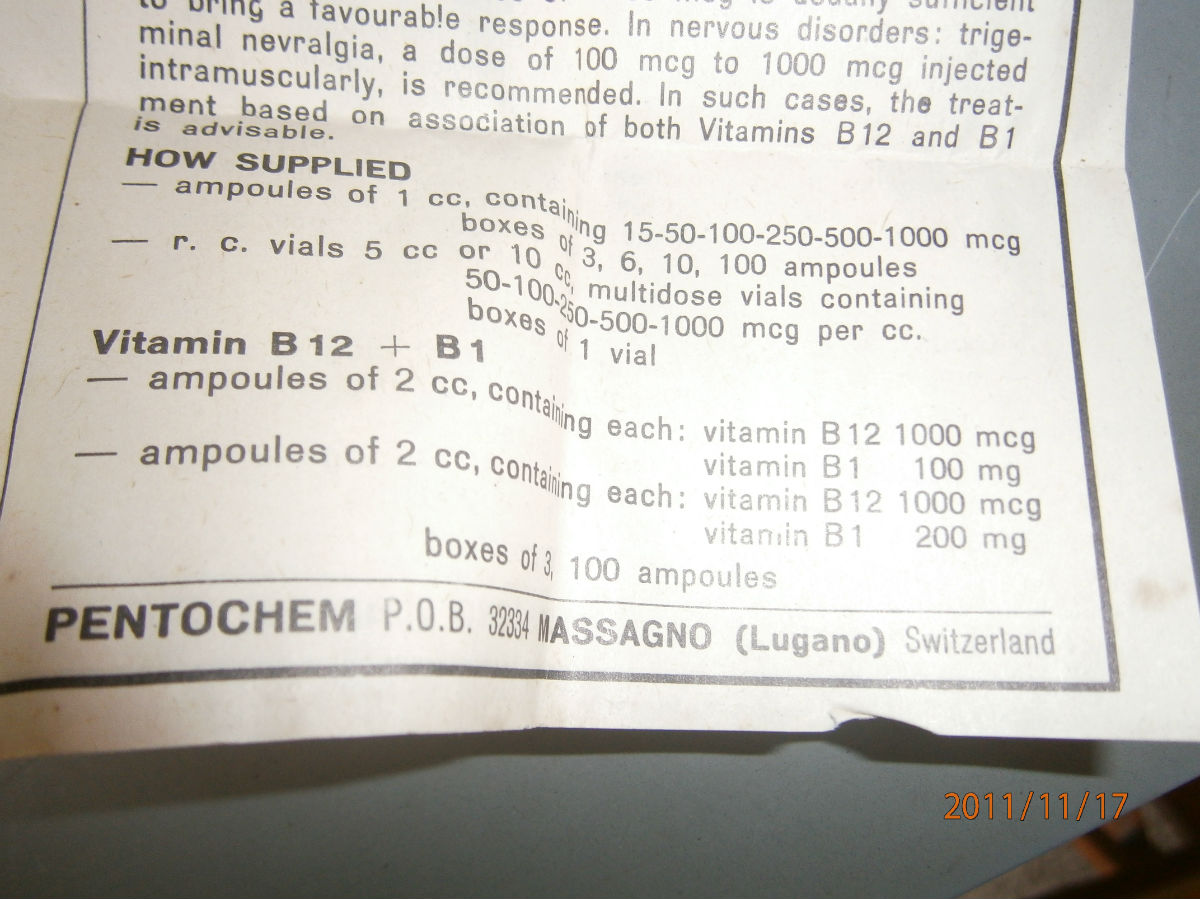 to bring a favourable response. In nervous disorders: trige-
minal nevralgia, a dose of 100 mcg to 1000 mcg injected
intramuscularly, is recommended. In such cases, the treat-
ment based on association of both Vitamins B12 and B1
is advisable.
HOW SUPPLIED
— ampoules of 1 cc, containing 15-50-100-250-500-1000 mcg
boxes of 3, 6, 10, 100 ampoules
— r. c. vials 5 cc or 10 cc, multidose vials containing
50-100-250-500-1000 mcg per cc.
boxes of 1 vial
Vitamin B12 + B1
— ampoules of 2 cc, containing each: vitamin B12 1000 mcg
vitamin B1 100 mg
— ampoules of 2 cc, containing each: vitamin B12 1000 mcg
vitamin B1 200 mg
boxes of 3, 100 ampoules
PENTOCHEM P.O.B. 32334 MASSAGNO (Lugano) Switzerland
2011/11/17